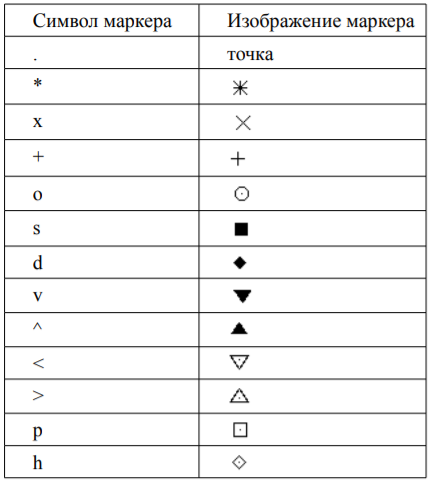 Символ маркера Изображение маркера
. точка
*
x
+
o
s
d
v
^
<
>
p
h